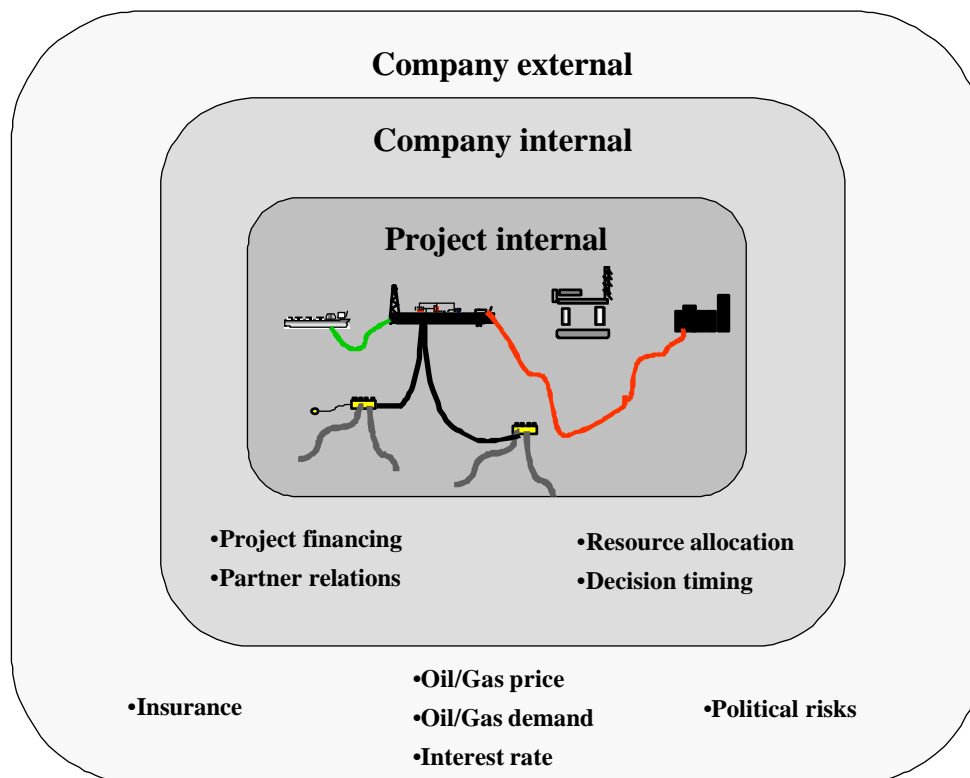 Company external
Company internal
Project internal
•Project financing
•Partner relations
•Resource allocation
•Decision timing
•Insurance
•Oil/Gas price
•Oil/Gas demand
•Interest rate
•Political risks